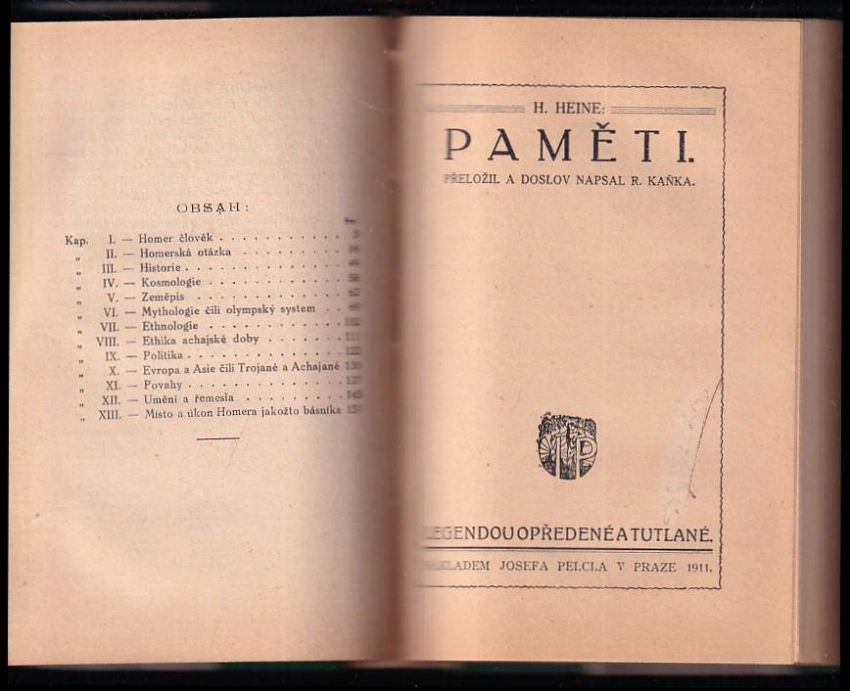 OBSAH:
Kap. I. — Homer člověk
„ II. — Homerská otázka
„ III. — Historie
„ IV. — Kosmologie
„ V. — Zeměpis
„ VI. — Mythologie čili olympský system
„ VII. — Ethnologie
„ VIII. — Ethika achajské doby
„ IX. — Politika
„ X. — Evropa a Asie čili Trojané a Achajané
„ XI. — Povahy
„ XII. — Umění a řemesla
„ XIII. — Místo a úkon Homera jakožto básníka
H. HEINE:
PAMĚTI.
PŘELOŽIL A DOSLOV NAPSAL R. KAŇKA.
JP
LEGENDOU OPŘEDENÉ A TUTLANÉ.
NÁKLADEM JOSEFA PELCLA V PRAZE 1911.